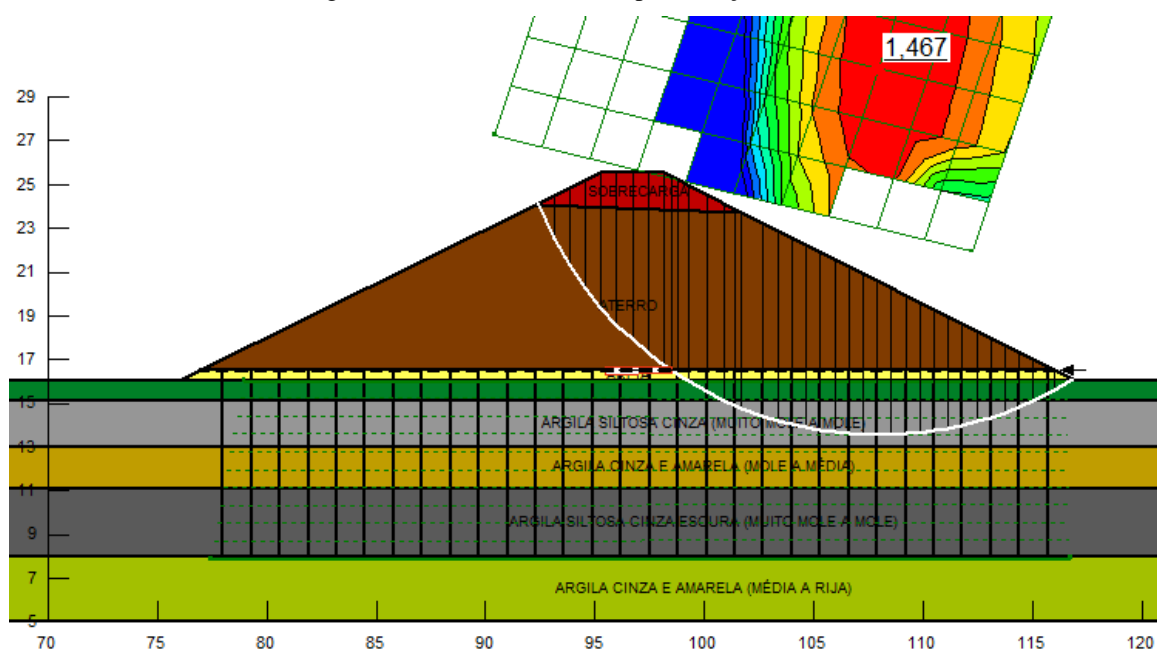 1,467
29
27
25
23
21
19
17
15
13
11
9
7
5
SOBRECARGA
ATERRO
ARGILA SILTOSA CINZA (MUITO MOLE A MOLE)
ARGILA CINZA E AMARELA (MOLE A MÉDIA)
ARGILA SILTOSA CINZA ESCURA (MUITO MOLE A MOLE)
ARGILA CINZA E AMARELA (MÉDIA A RIJA)
70 75 80 85 90 95 100 105 110 115 120